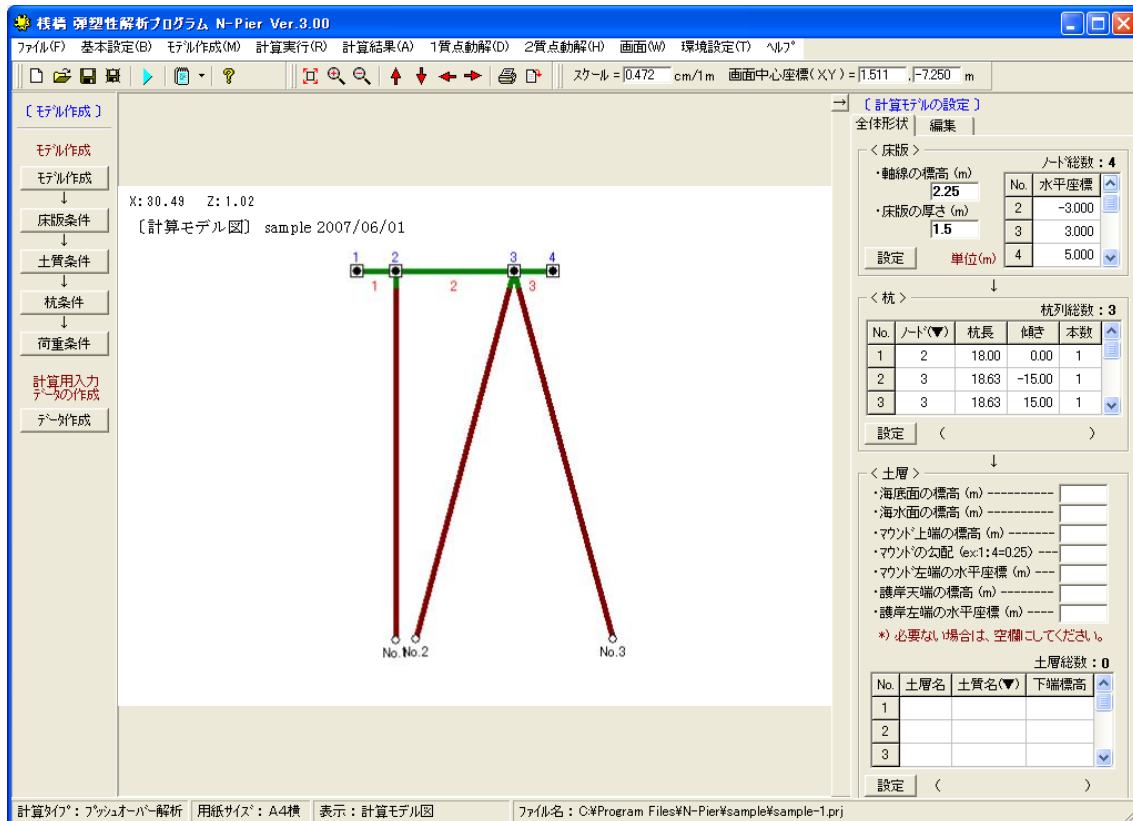 桟橋 弾塑性解析プログラム N-Pier Ver.3.00
ファイル(F) 基本設定(B) モデル作成(M) 計算実行(R) 計算結果(A) 1質点動解(D) 2質点動解(H) 画面(W) 環境設定(T) ヘルプ
スケール = 0.472 cm/1m 画面中心座標(XY) = 1.511 , -7.250 m
〔モデル作成〕
モデル作成
モデル作成
↓
床版条件
↓
土質条件
↓
杭条件
↓
荷重条件
計算用入力
データの作成
データ作成
X:30.49 Z:1.02
〔計算モデル図〕 sample 2007/06/01
1 2 3 4
1 2 3
No.1 No.2 No.3
→
〔計算モデルの設定〕
全体形状 編集
<床版>
ノード総数:4
・軸線の標高 (m)
2.25
・床版の厚さ(m)
1.5
設定 単位(m)
No. 水平座標
2 -3.000
3 3.000
4 5.000
↓
<杭>
杭列総数:3
No. ノード(▼) 杭長 傾き 本数
1 2 18.00 0.00 1
2 3 18.63 -15.00 1
3 3 18.63 15.00 1
設定 ( )
↓
<土層>
・海底面の標高 (m) ----------
・海水面の標高 (m) ----------
・マウンド上端の標高 (m) -------
・マウンドの勾配 (ex:1:4=0.25) ---
・マウンド左端の水平座標 (m) ---
・護岸天端の標高 (m) --------
・護岸左端の水平座標 (m) ----
*) 必要ない場合は、空欄にしてください。
土層総数:0
No. 土層名 土質名(▼) 下端標高
1
2
3
設定 ( )
計算タイプ:プッシュオーバー解析 用紙サイズ:A4横 表示:計算モデル図 ファイル名:C:¥Program Files¥N-Pier¥sample¥sample-1.prj